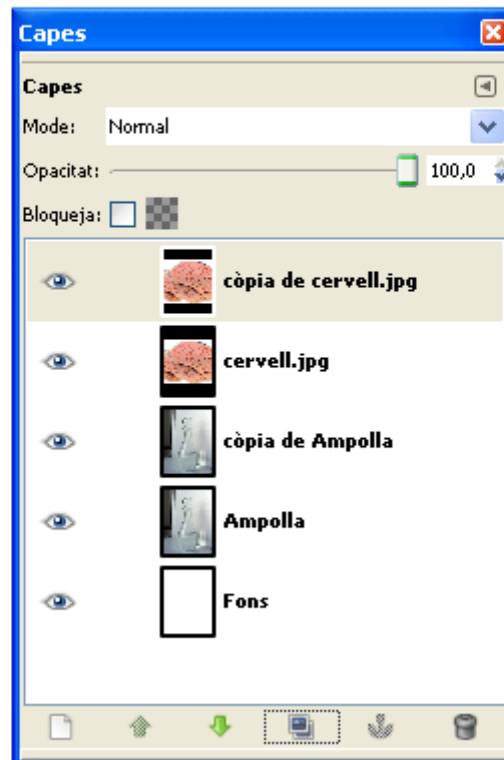 Capes
Capes
Mode: Normal
Opacitat: 100,0
Bloqueja:
còpia de cervell.jpg
cervell.jpg
còpia de Ampolla
Ampolla
Fons